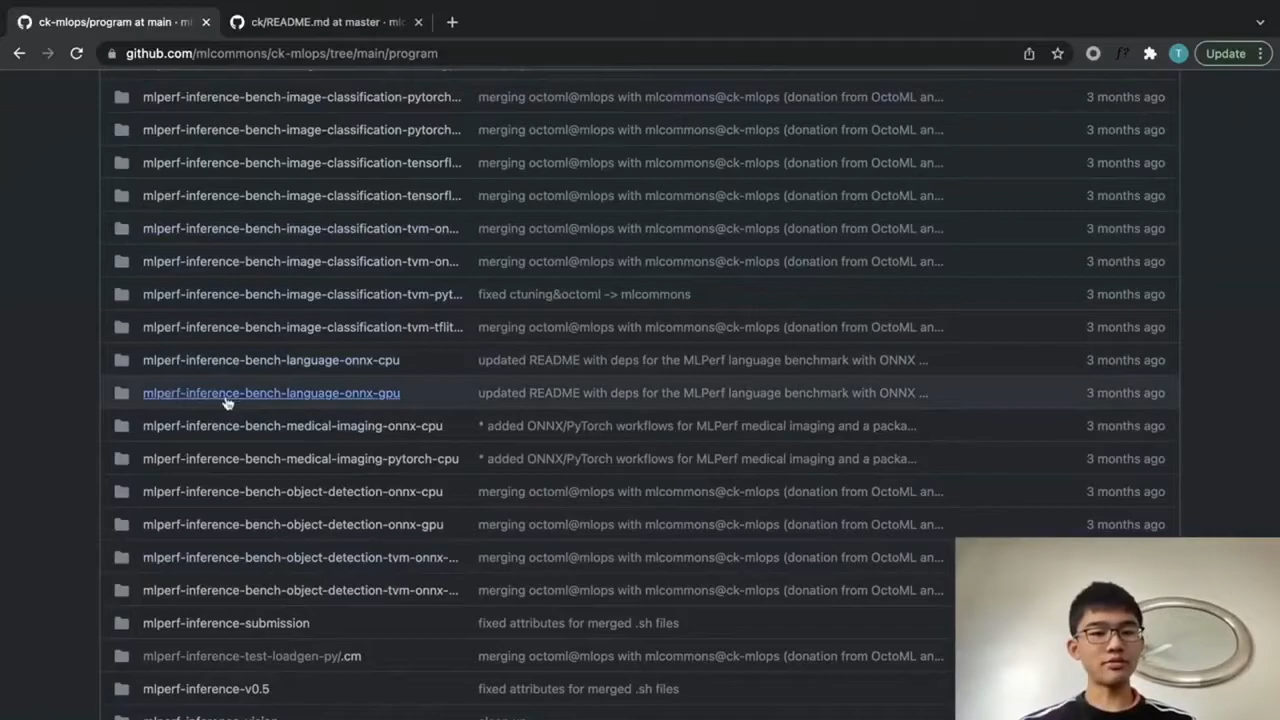 ck-mlops/program at main · ml
ck/README.md at master · mlc
github.com/mlcommons/ck-mlops/tree/main/program
T
Update
mlperf-inference-bench-image-classification-pytorch... merging octoml@mlops with mlcommons@ck-mlops (donation from OctoML an... 3 months ago
mlperf-inference-bench-image-classification-pytorch... merging octoml@mlops with mlcommons@ck-mlops (donation from OctoML an... 3 months ago
mlperf-inference-bench-image-classification-tensorfl... merging octoml@mlops with mlcommons@ck-mlops (donation from OctoML an... 3 months ago
mlperf-inference-bench-image-classification-tensorfl... merging octoml@mlops with mlcommons@ck-mlops (donation from OctoML an... 3 months ago
mlperf-inference-bench-image-classification-tvm-on... merging octoml@mlops with mlcommons@ck-mlops (donation from OctoML an... 3 months ago
mlperf-inference-bench-image-classification-tvm-on... merging octoml@mlops with mlcommons@ck-mlops (donation from OctoML an... 3 months ago
mlperf-inference-bench-image-classification-tvm-pyt... fixed ctuning&octoml -> mlcommons 3 months ago
mlperf-inference-bench-image-classification-tvm-tflit... merging octoml@mlops with mlcommons@ck-mlops (donation from OctoML an... 3 months ago
mlperf-inference-bench-language-onnx-cpu updated README with deps for the MLPerf language benchmark with ONNX ... 3 months ago
mlperf-inference-bench-language-onnx-gpu updated README with deps for the MLPerf language benchmark with ONNX ... 3 months ago
mlperf-inference-bench-medical-imaging-onnx-cpu * added ONNX/PyTorch workflows for MLPerf medical imaging and a packa... 3 months ago
mlperf-inference-bench-medical-imaging-pytorch-cpu * added ONNX/PyTorch workflows for MLPerf medical imaging and a packa... 3 months ago
mlperf-inference-bench-object-detection-onnx-cpu merging octoml@mlops with mlcommons@ck-mlops (donation from OctoML an... 3 months ago
mlperf-inference-bench-object-detection-onnx-gpu merging octoml@mlops with mlcommons@ck-mlops (donation from OctoML an... 3 months ago
mlperf-inference-bench-object-detection-tvm-onnx-... merging octoml@mlops with mlcommons@ck-mlops (donation from OctoML an...
mlperf-inference-bench-object-detection-tvm-onnx-... merging octoml@mlops with mlcommons@ck-mlops (donation from OctoML an...
mlperf-inference-submission fixed attributes for merged .sh files
mlperf-inference-test-loadgen-py/.cm merging octoml@mlops with mlcommons@ck-mlops (donation from OctoML an...
mlperf-inference-v0.5 fixed attributes for merged .sh files